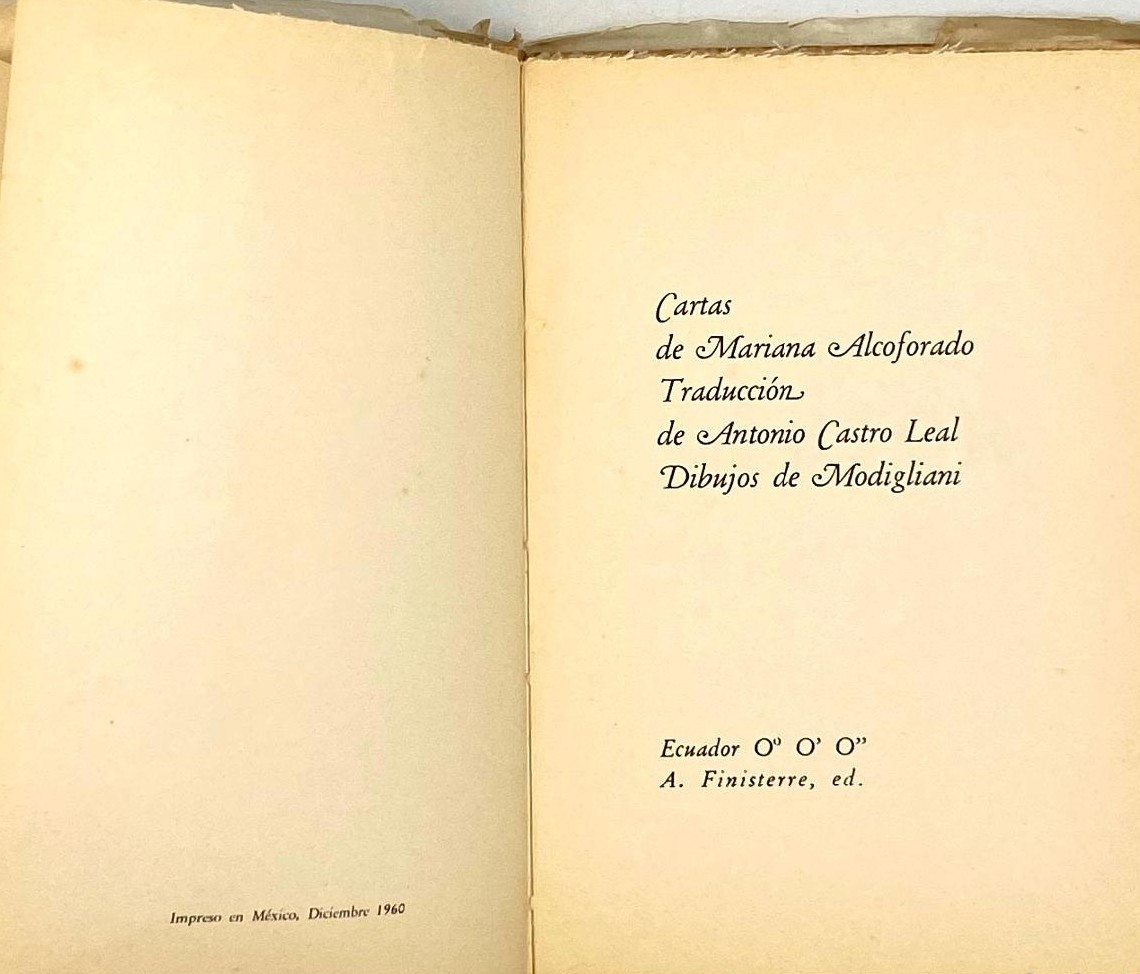 Impreso en México, Diciembre 1960
Cartas
de Mariana Alcoforado
Traducción
de Antonio Castro Leal
Dibujos de Modigliani
Ecuador Oº O’ O”
A. Finisterre, ed.